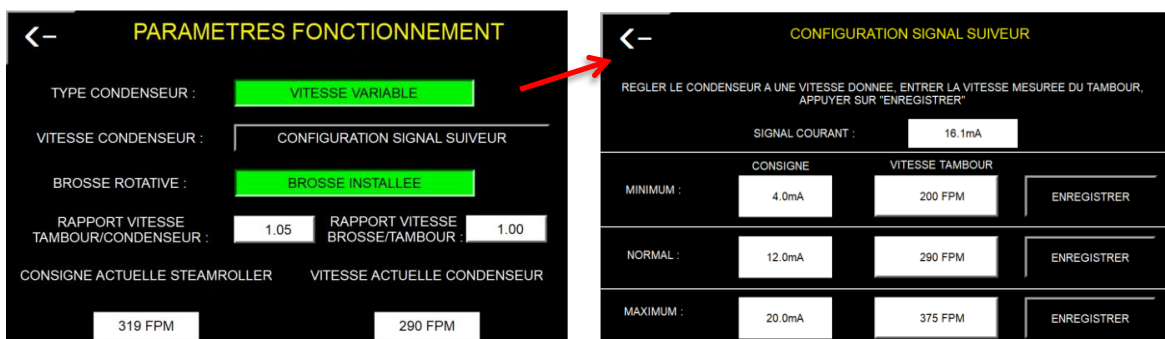 PARAMETRES FONCTIONNEMENT
TYPE CONDENSEUR :
VITESSE VARIABLE
VITESSE CONDENSEUR :
CONFIGURATION SIGNAL SUIVEUR
BROSSE ROTATIVE :
BROSSE INSTALLEE
RAPPORT VITESSE
TAMBOUR/CONDENSEUR :
1.05
RAPPORT VITESSE
BROSSE/TAMBOUR :
1.00
CONSIGNE ACTUELLE STEAMROLLER
VITESSE ACTUELLE CONDENSEUR
319 FPM
290 FPM
CONFIGURATION SIGNAL SUIVEUR
REGLER LE CONDENSEUR A UNE VITESSE DONNEE, ENTRER LA VITESSE MESUREE DU TAMBOUR,
APPUYER SUR "ENREGISTRER"
SIGNAL COURANT :
16.1mA
CONSIGNE
VITESSE TAMBOUR
MINIMUM :
4.0mA
200 FPM
ENREGISTRER
NORMAL :
12.0mA
290 FPM
ENREGISTRER
MAXIMUM :
20.0mA
375 FPM
ENREGISTRER